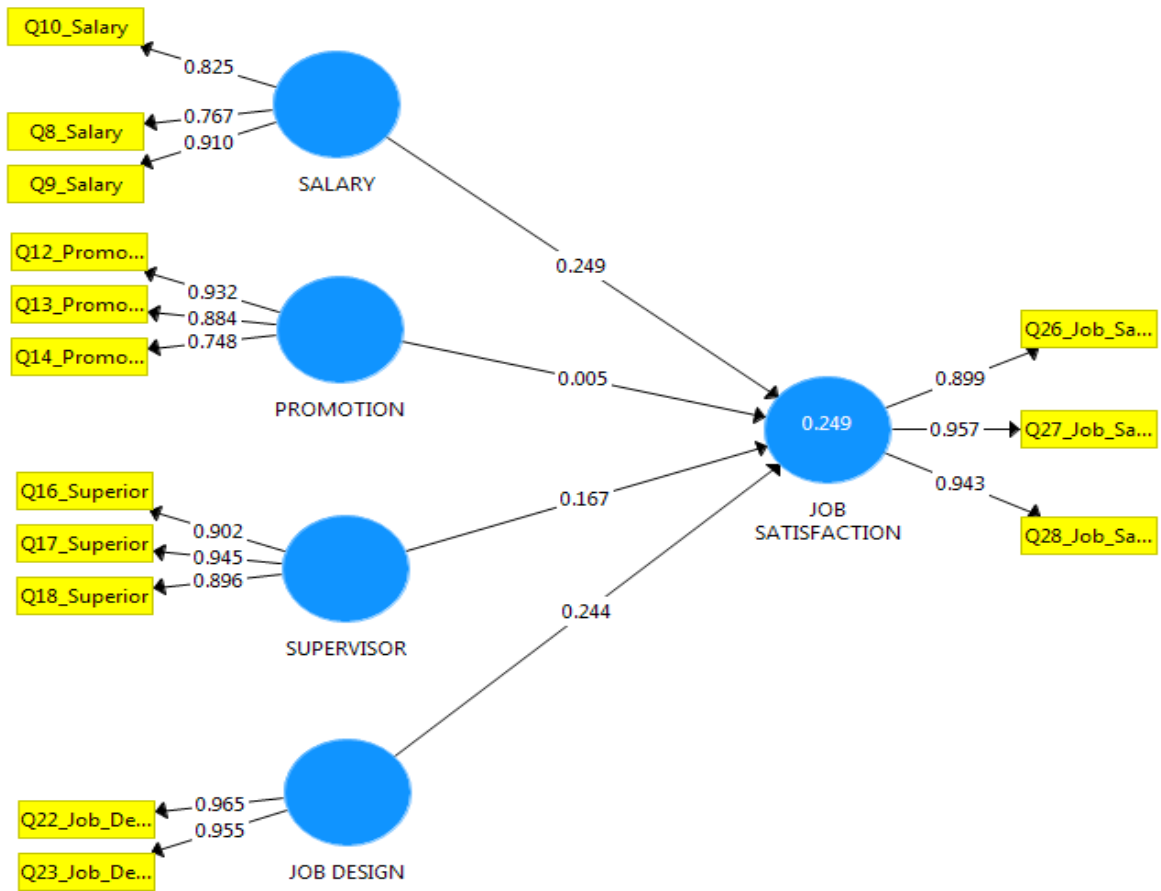 Q10_Salary
0.825
Q8_Salary
0.767
0.910
Q9_Salary
SALARY
0.249
Q12_Promo...
0.932
Q13_Promo...
0.884
Q14_Promo...
0.748
PROMOTION
0.005
Q16_Superior
0.902
Q17_Superior
0.945
Q18_Superior
0.896
SUPERVISOR
0.167
Q22_Job_De...
0.965
0.955
Q23_Job_De...
JOB DESIGN
0.244
0.249
JOB
SATISFACTION
Q26_Job_Sa...
0.899
0.957
Q27_Job_Sa...
0.943
Q28_Job_Sa...